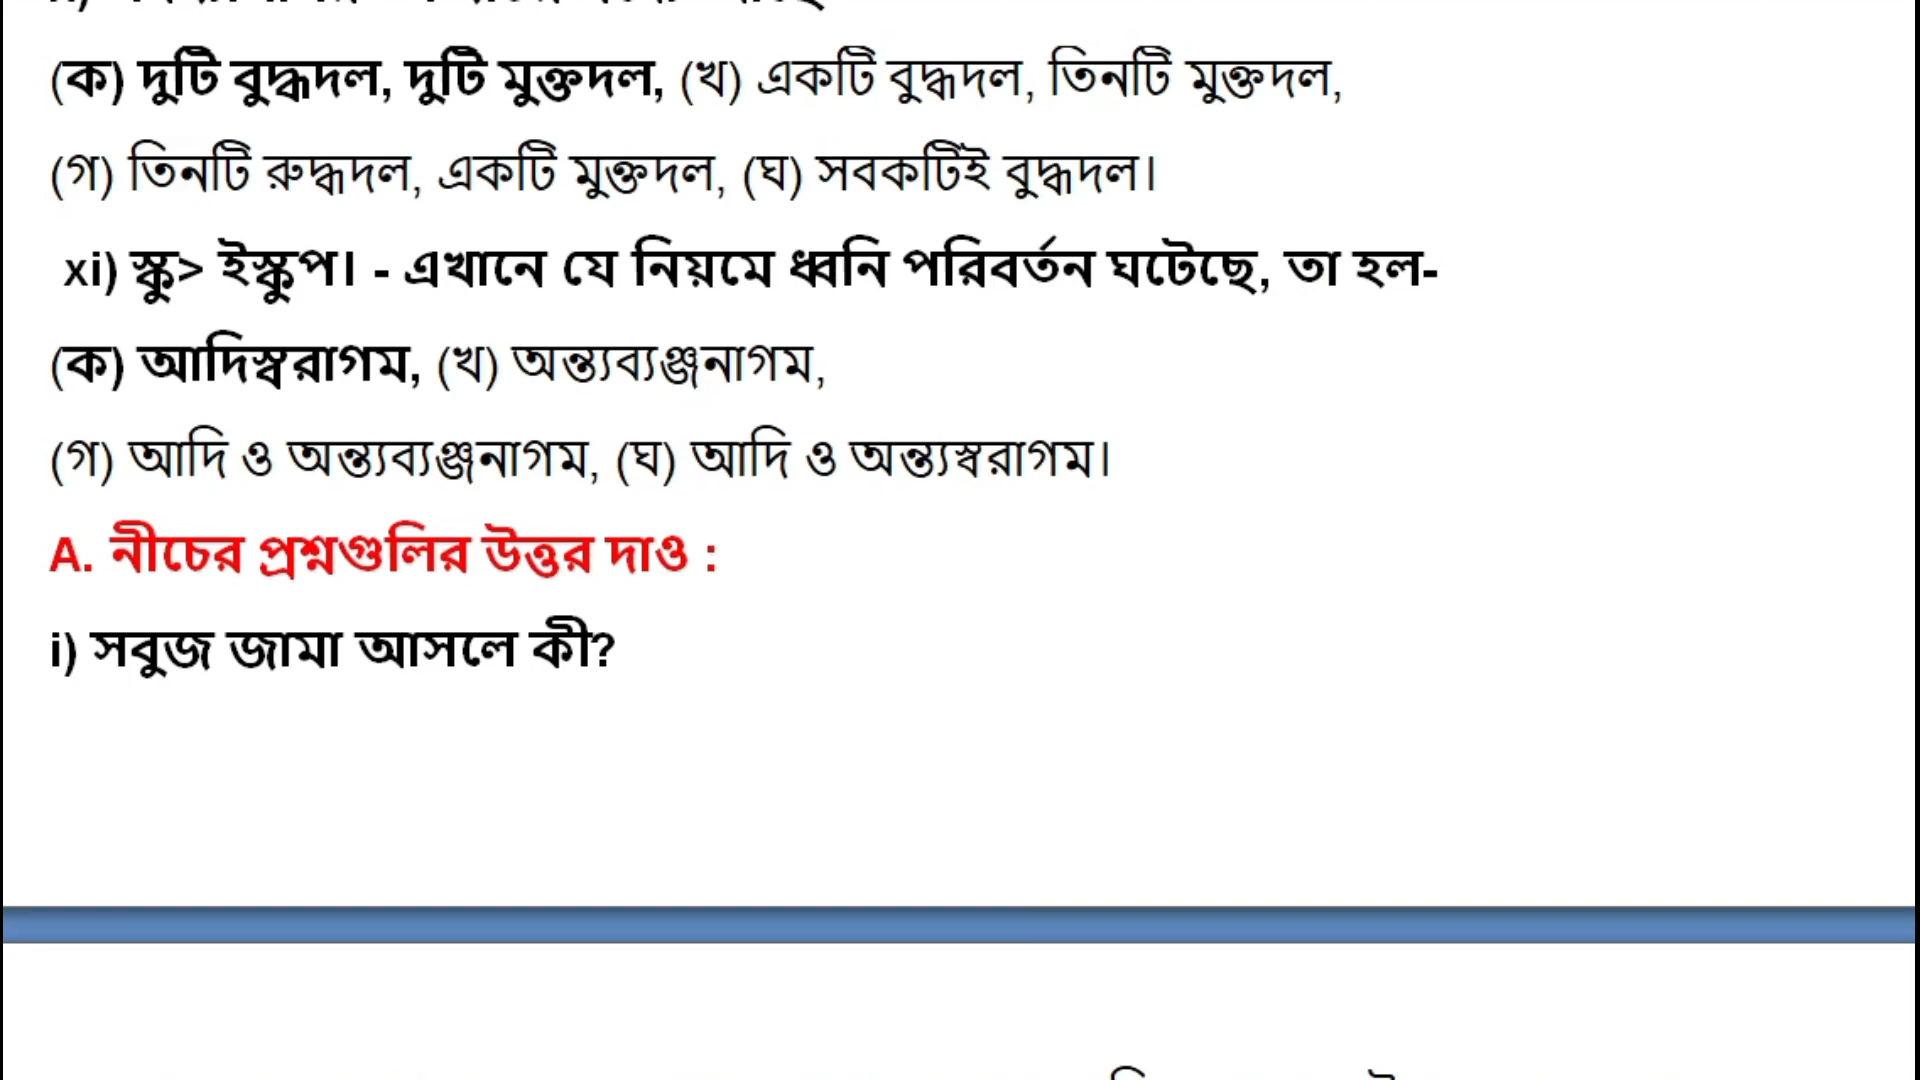 (ক) দুটি বুদ্ধদল, দুটি মুক্তদল, (খ) একটি বুদ্ধদল, তিনটি মুক্তদল,
(গ) তিনটি রুদ্ধদল, একটি মুক্তদল, (ঘ) সবকটিই বুদ্ধদল।
xi) স্কু> ইস্কুপ। - এখানে যে নিয়মে ধ্বনি পরিবর্তন ঘটেছে, তা হল-
(ক) আদিস্বরাগম, (খ) অন্ত্যব্যঞ্জনাগম,
(গ) আদি ও অন্ত্যব্যঞ্জনাগম, (ঘ) আদি ও অন্ত্যস্বরাগম।
A. নীচের প্রশ্নগুলির উত্তর দাও :
i) সবুজ জামা আসলে কী?